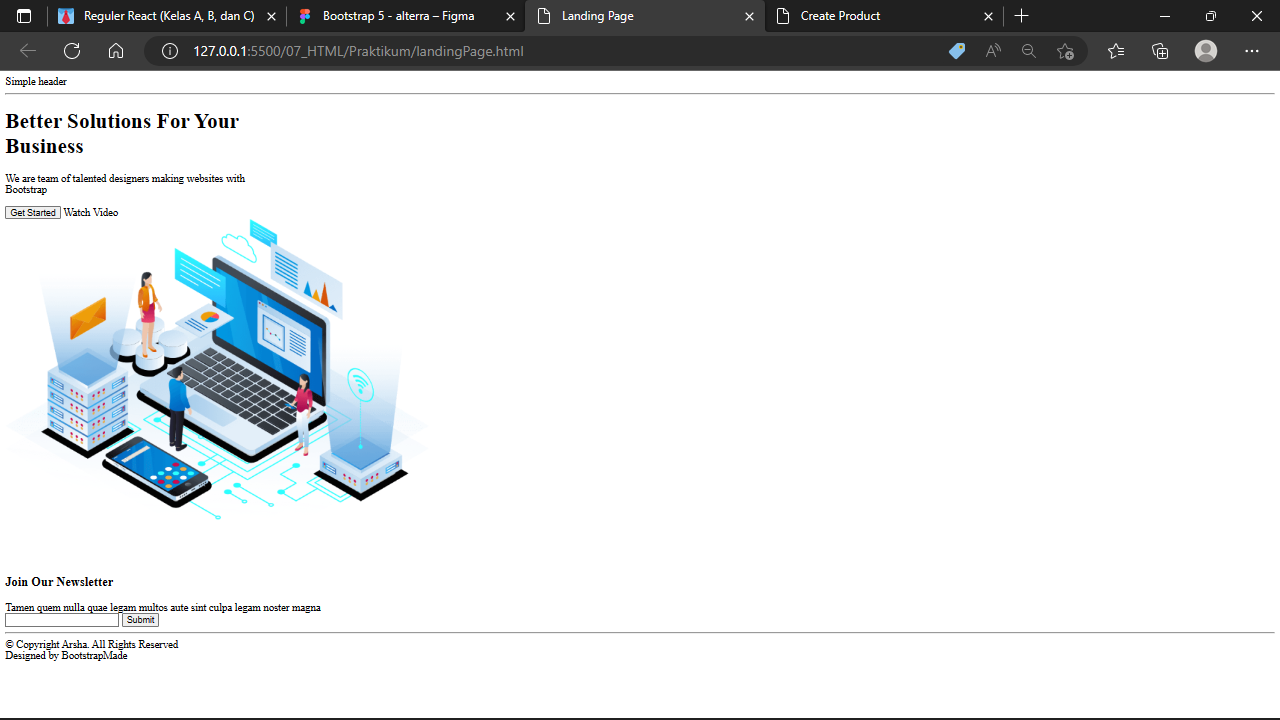 Reguler React (Kelas A, B, dan C)
Bootstrap 5 - alterra – Figma
Landing Page
Create Product
127.0.0.1:5500/07_HTML/Praktikum/landingPage.html
Simple header
Better Solutions For Your
Business
We are team of talented designers making websites with
Bootstrap
Get Started Watch Video
Join Our Newsletter
Tamen quem nulla quae legam multos aute sint culpa legam noster magna
Submit
© Copyright Arsha. All Rights Reserved
Designed by BootstrapMade